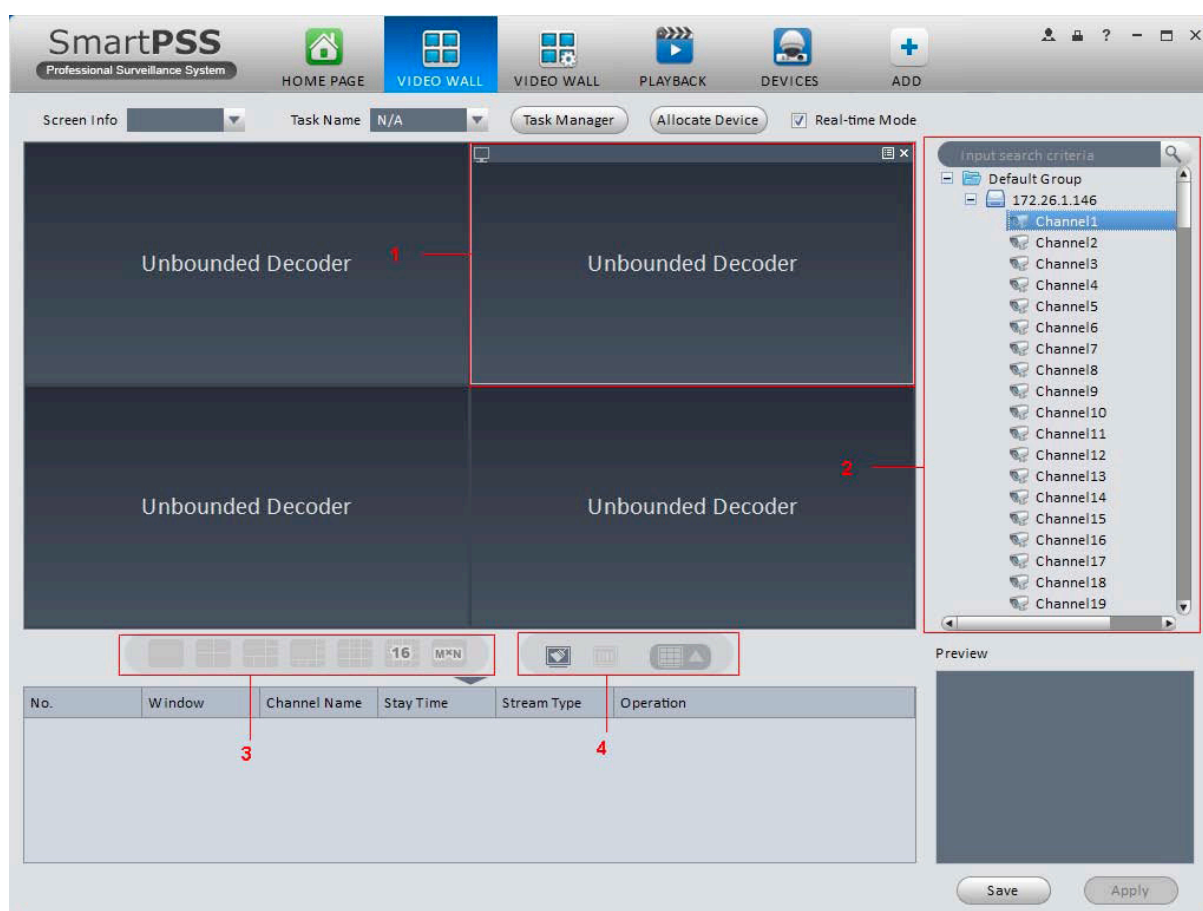 SmartPSS
Professional Surveillance System
HOME PAGE
VIDEO WALL
VIDEO WALL
PLAYBACK
DEVICES
ADD
?
Screen Info
Task Name
N/A
Task Manager
Allocate Device
Real-time Mode
Input search criteria
Default Group
172.26.1.146
Channel1
Channel2
Channel3
Channel4
Channel5
Channel6
Channel7
Channel8
Channel9
Channel10
Channel11
Channel12
Channel13
Channel14
Channel15
Channel16
Channel17
Channel18
Channel19
Unbounded Decoder
1
Unbounded Decoder
2
Unbounded Decoder
Unbounded Decoder
16
M×N
Preview
No.
Window
Channel Name
Stay Time
Stream Type
Operation
3
4
Save
Apply